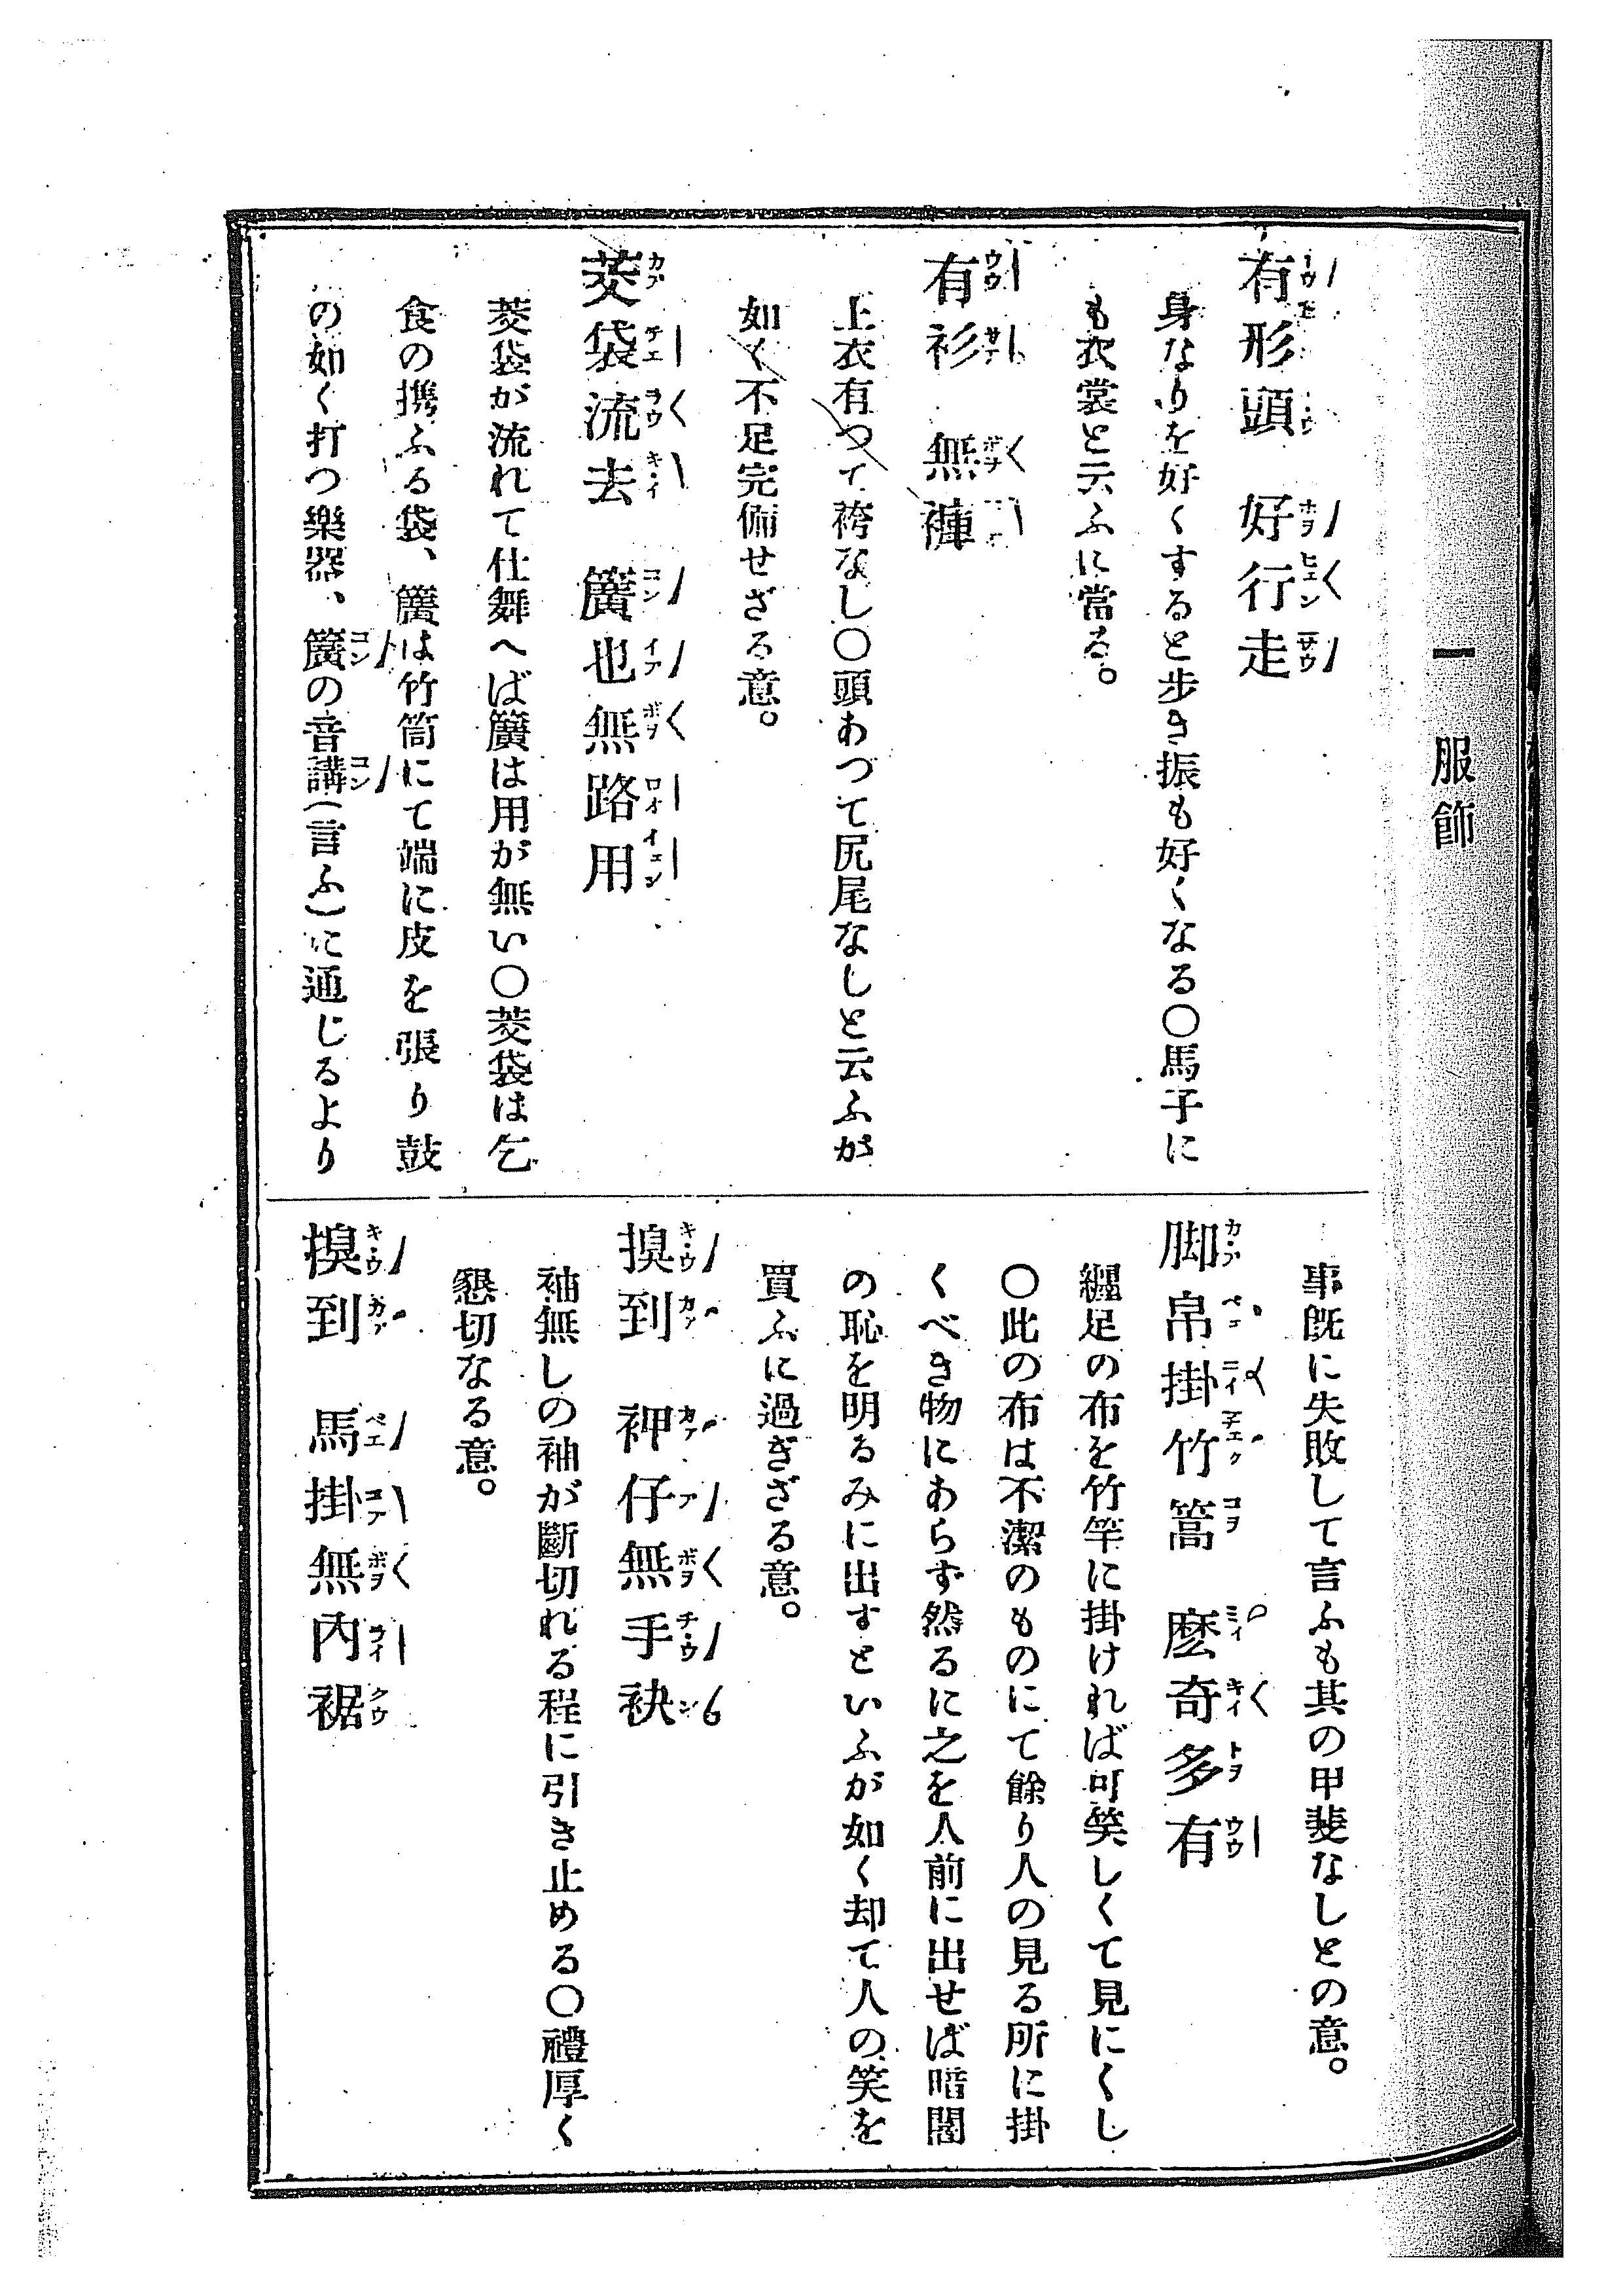 一 服飾
有形頭 好行走
身なりを好くすると步き振も好くなる〇馬子に
も衣裳と云ふに當る。
有衫 無褲
上衣有つて袴なし〇頭あつて尻尾なしと云ふが
如く不足完備せざる意。
茭袋流去 籫也無路用
茭袋が流れて仕舞へば籫は用が無い〇茭袋は乞
食の携ふる袋、籫は竹筒にて端に皮を張り鼓
の如く打つ樂器、籫の音講(言ふ)に通じるより
事既に失敗して言ふも其の甲斐なしとの意。
脚帛掛竹篙 麽奇多有
纏足の布を竹竿に掛ければ可笑しくて見にくし
〇此の布は不潔のものにて餘り人の見る所に掛
くべき物にあらず然るに之を人前に出せば暗闇
の恥を明るみに出すといふが如く却て人の笑を
買ふに過ぎざる意。
摸到 𬡝仔無手䘨
袖無しの袖が斷切れる程に引き止める〇禮厚く
懇切なる意。
摸到 馬掛無內裾